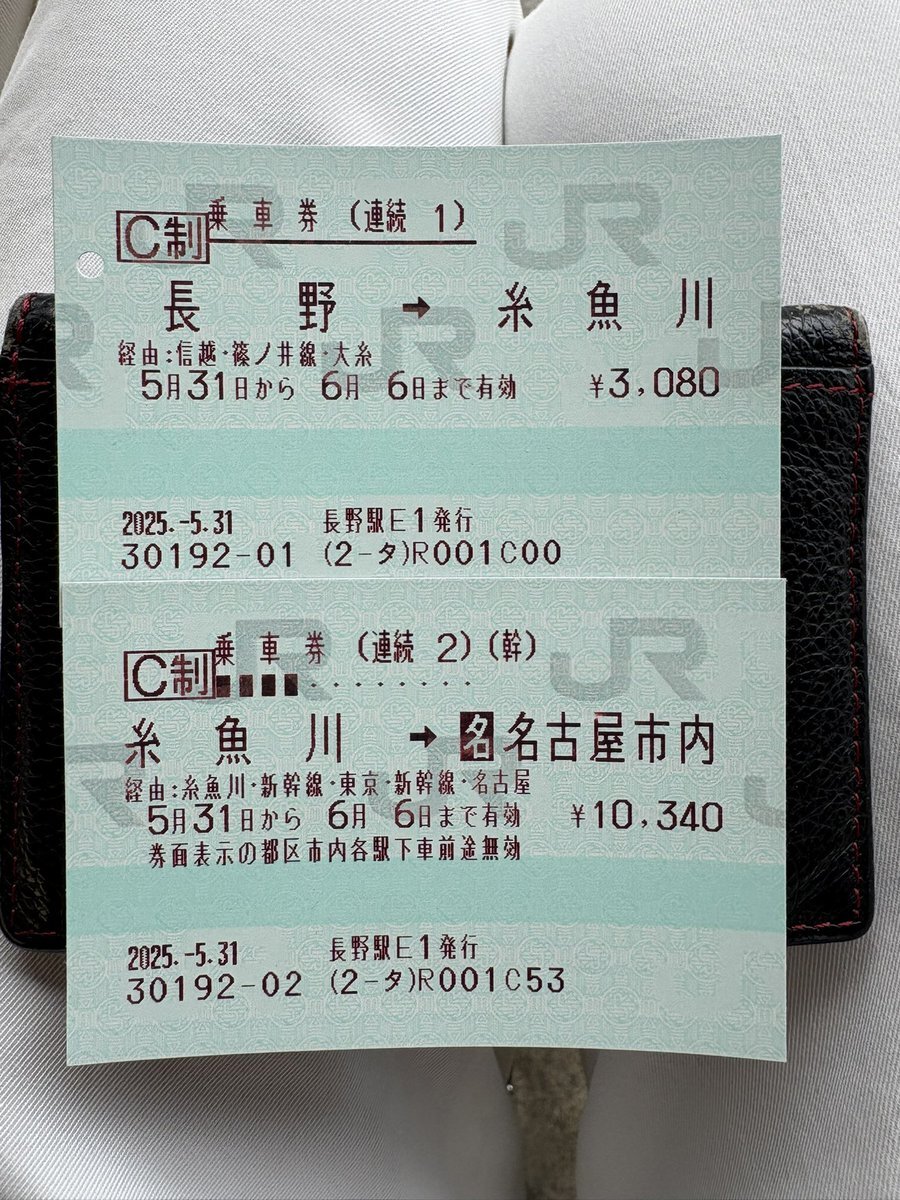 C制 乗車券 (連続 1)
長野 → 糸魚川
経由:信越・篠ノ井線・大糸
5月31日から 6月 6日まで有効 ¥3,080
2025.-5.31 長野駅E1発行
30192-01 (2-タ)R001C00
C制 乗車券 (連続 2) (幹)
■■■■・・・・・・・・
糸魚川 → 名 名古屋市内
経由:糸魚川・新幹線・東京・新幹線・名古屋
5月31日から 6月 6日まで有効 ¥10,340
券面表示の都区市内各駅下車前途無効
2025.-5.31 長野駅E1発行
30192-02 (2-タ)R001C53
JR